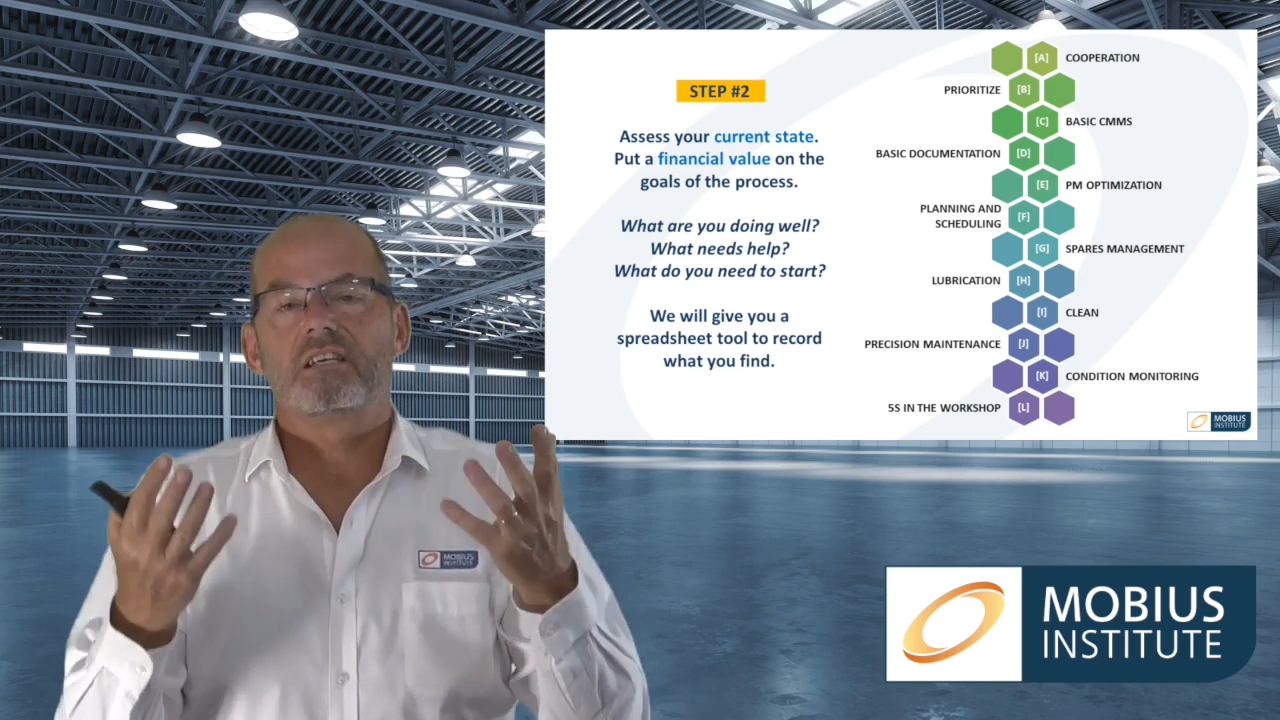 STEP #2
Assess your current state.
Put a financial value on the
goals of the process.
What are you doing well?
What needs help?
What do you need to start?
We will give you a
spreadsheet tool to record
what you find.
[A] COOPERATION
PRIORITIZE [B]
[C] BASIC CMMS
BASIC DOCUMENTATION [D]
[E] PM OPTIMIZATION
PLANNING AND
SCHEDULING [F]
[G] SPARES MANAGEMENT
LUBRICATION [H]
[I] CLEAN
PRECISION MAINTENANCE [J]
[K] CONDITION MONITORING
5S IN THE WORKSHOP [L]
MOBIUS
INSTITUTE
MOBIUS
INSTITUTE
MOBIUS
INSTITUTE